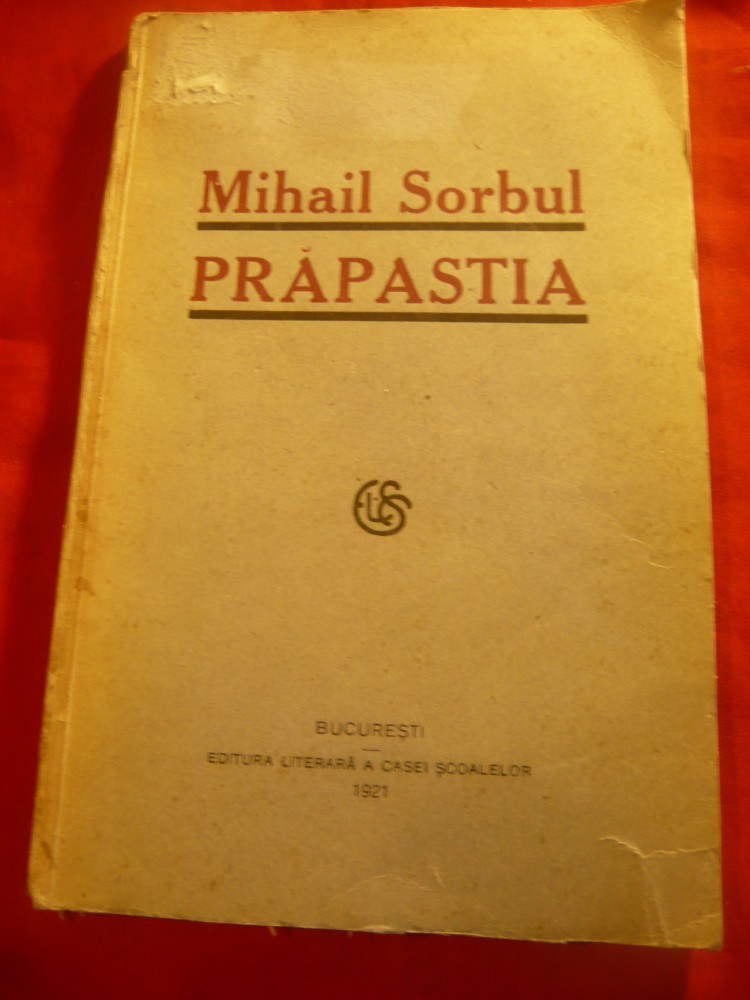 Mihail Sorbul
PRĂPASTIA
BUCUREȘTI
EDITURA LITERARĂ A CASEI ȘCOALELOR
1921